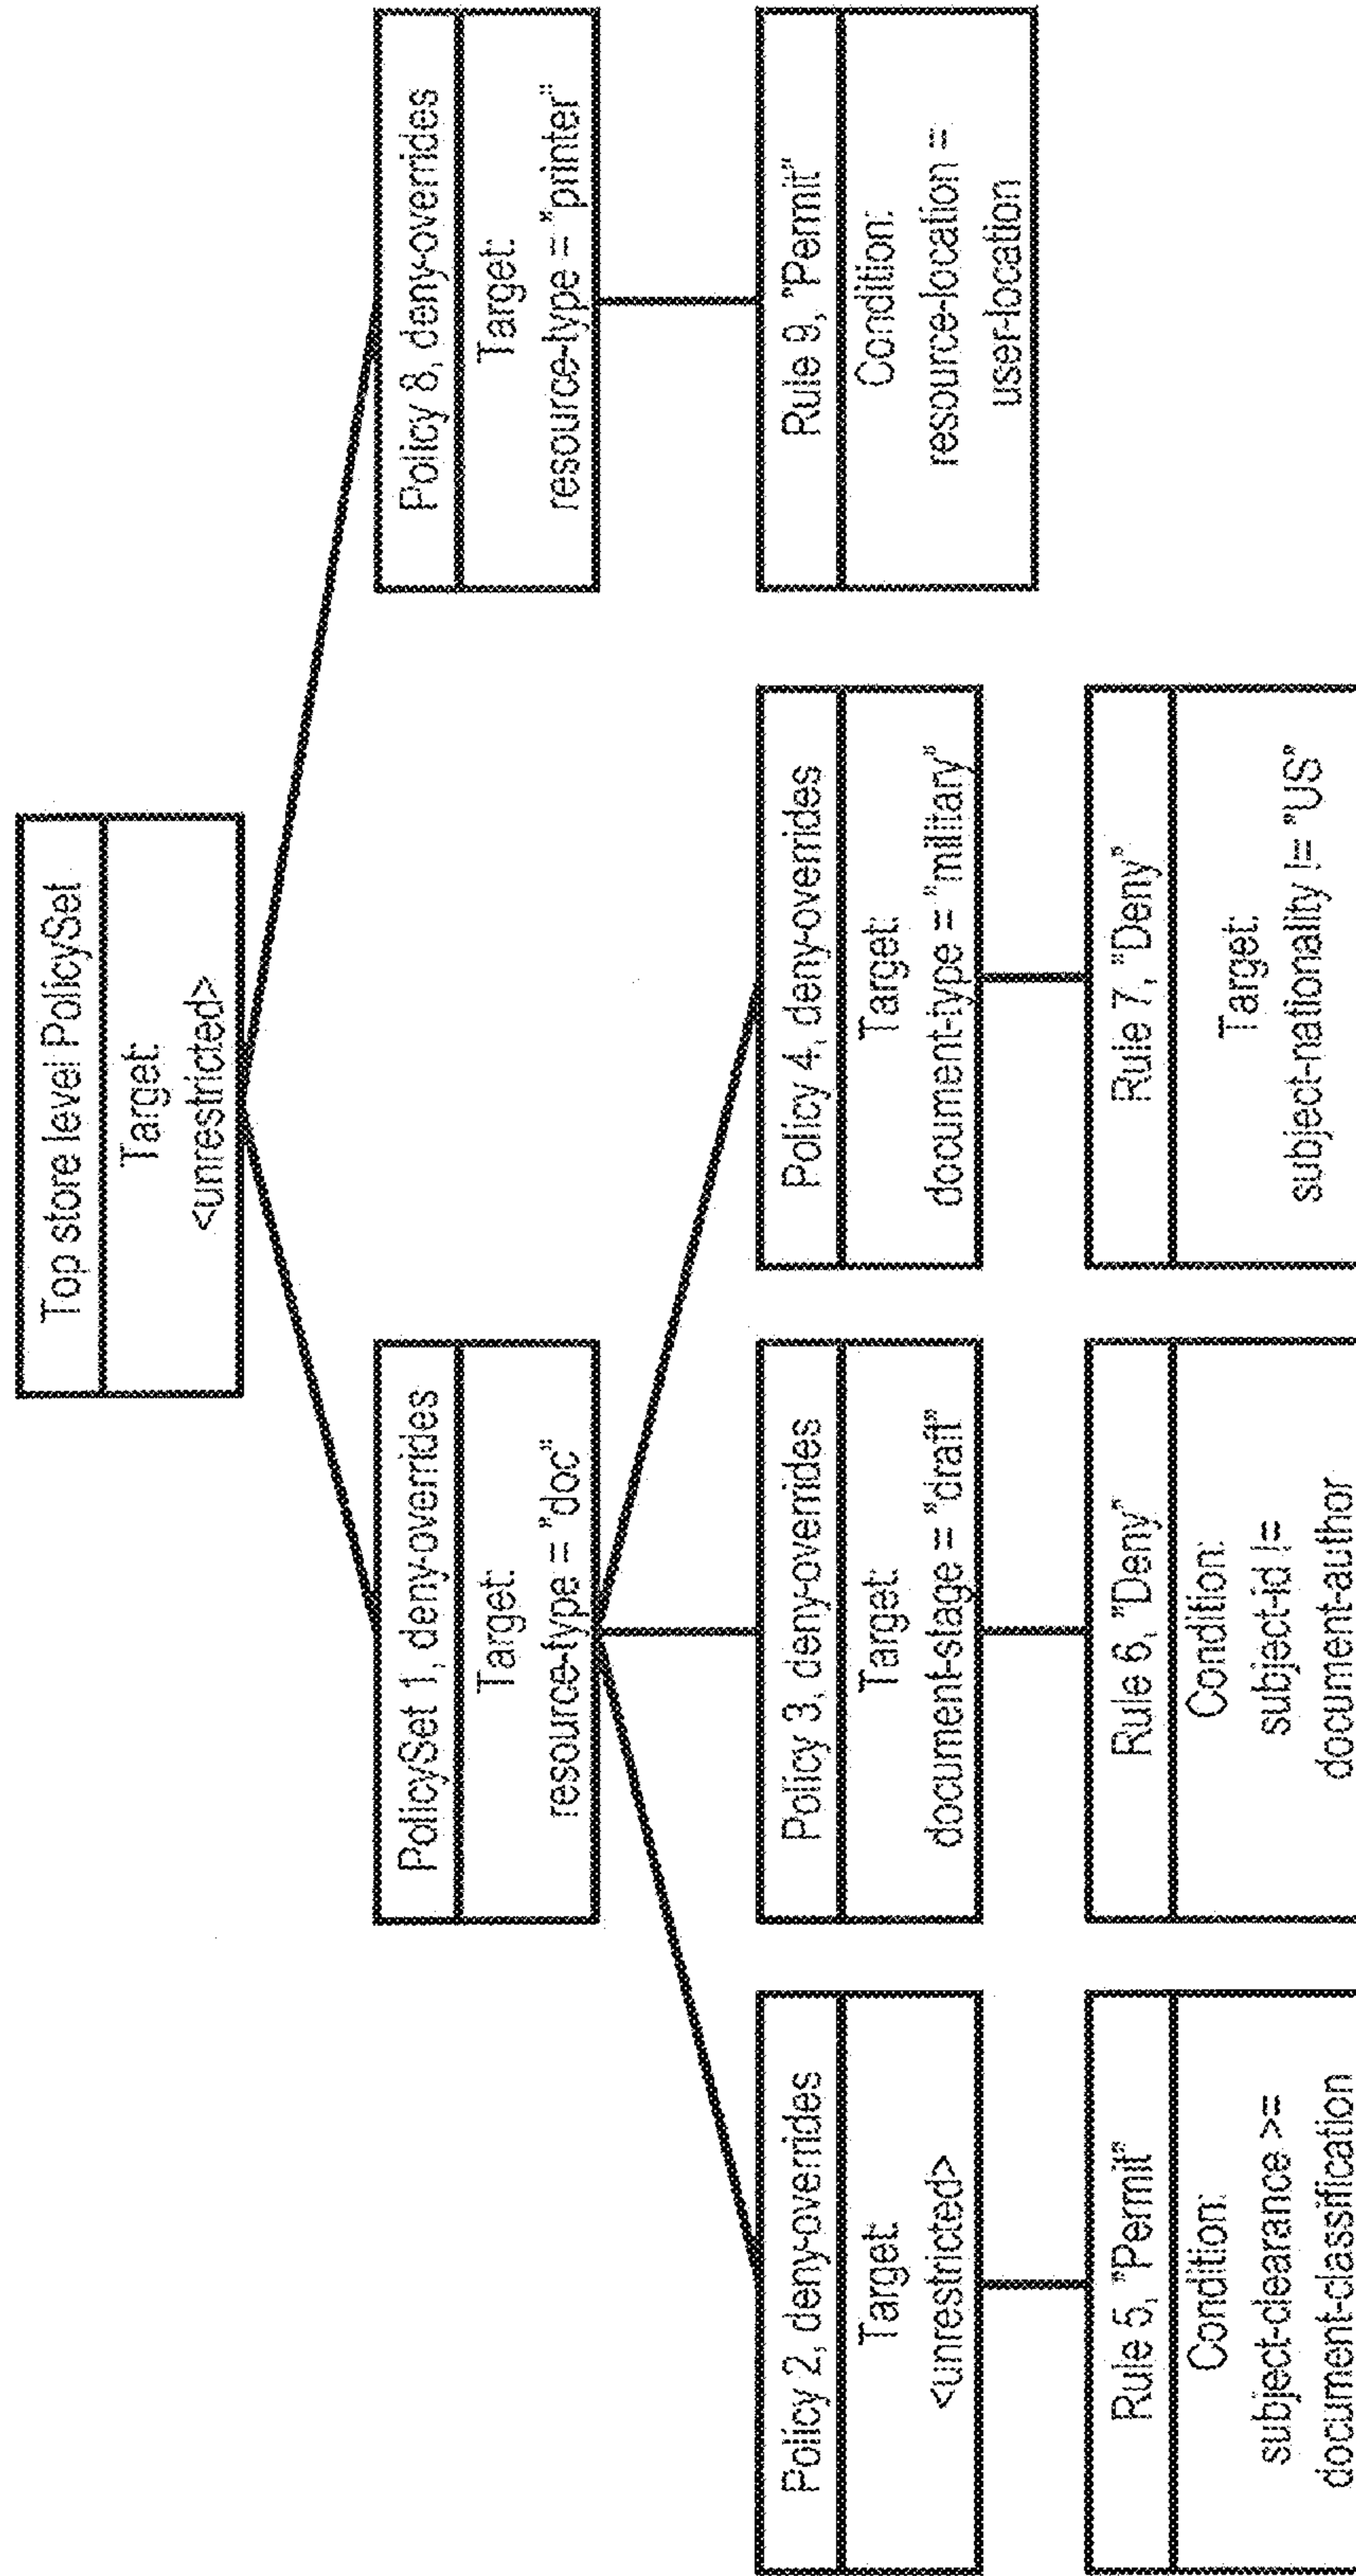 Top store level PolicySet
Target:
<unrestricted>
PolicySet 1, deny-overrides
Target:
resource-type = "doc"
Policy 8, deny-overrides
Target:
resource-type = "printer"
Policy 2, deny-overrides
Target:
<unrestricted>
Policy 3, deny-overrides
Target:
document-stage = "draft"
Policy 4, deny-overrides
Target:
document-type = "military"
Rule 9, "Permit"
Condition:
resource-location =
user-location
Rule 5, "Permit"
Condition:
subject-clearance >=
document-classification
Rule 6, "Deny"
Condition:
subject-id !=
document-author
Rule 7, "Deny"
Target:
subject-nationality != "US"